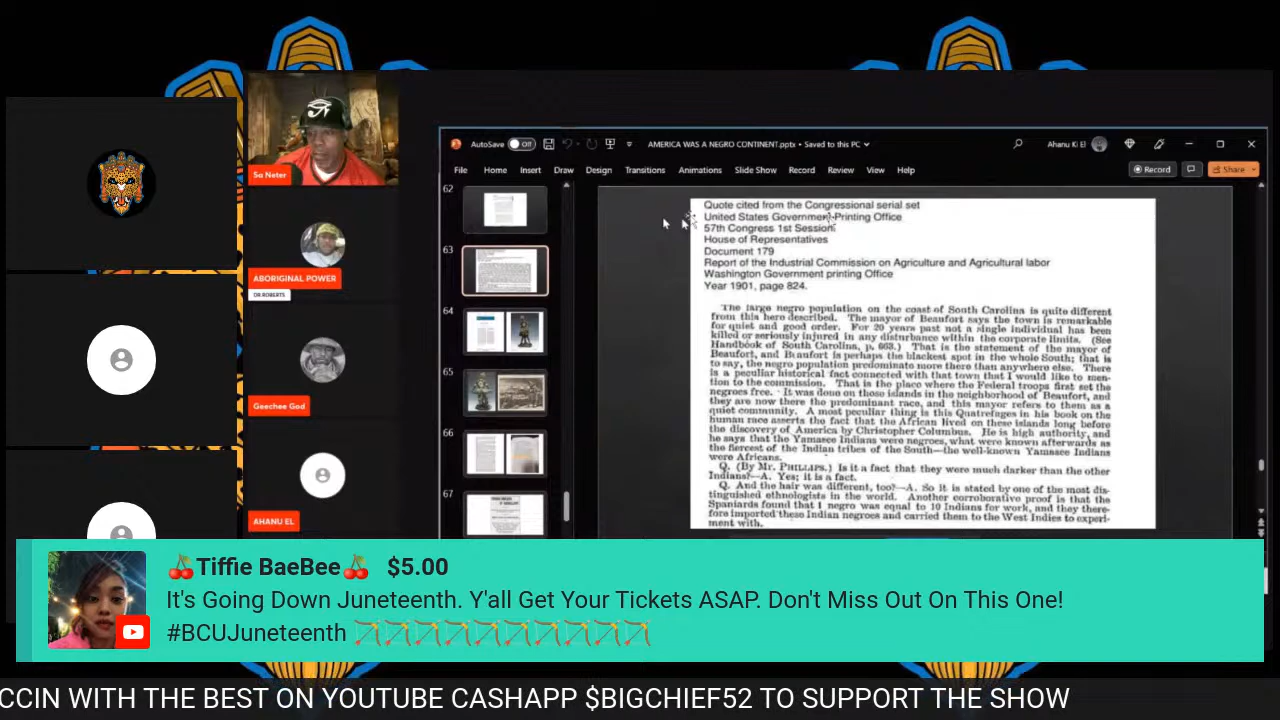 Sa Neter
ABORIGINAL POWER
DR ROBERTS
Geechee God
AHANU EL
AutoSave Off
AMERICA WAS A NEGRO CONTINENT.pptx • Saved to this PC
Ahanu Ki El
File Home Insert Draw Design Transitions Animations Slide Show Record Review View Help
Record
Share
62
63
64
65
66
67
Quote cited from the Congressional serial set
United States Government Printing Office
57th Congress 1st Session
House of Representatives
Document 179
Report of the Industrial Commission on Agriculture and Agricultural labor
Washington Government printing Office
Year 1901, page 824.
The large negro population on the coast of South Carolina is quite different
from this here described. The mayor of Beaufort says the town is remarkable
for quiet and good order. For 20 years past not a single individual has been
killed or seriously injured in any disturbance within the corporate limits. (See
Handbook of South Carolina, p. 663.) That is the statement of the mayor of
Beaufort, and Beaufort is perhaps the blackest spot in the whole South; that is
to say, the negro population predominate more there than anywhere else. There
is a peculiar historical fact connected with that town that I would like to men-
tion to the commission. That is the place where the Federal troops first set the
negroes free. It was done on those islands in the neighborhood of Beaufort, and
they are now there the predominant race, and this mayor refers to them as a
quiet community. A most peculiar thing is this Quatrefages in his book on the
human race asserts the fact that the African lived on these islands long before
the discovery of America by Christopher Columbus. He is high authority, and
he says that the Yamasee Indians were negroes, what were known afterwards as
the fiercest of the Indian tribes of the South—the well-known Yamasee Indians
were Africans.
Q. (By Mr. PHILLIPS.) Is it a fact that they were much darker than the other
Indians?—A. Yes; it is a fact.
Q. And the hair was different, too?—A. So it is stated by one of the most dis-
tinguished ethnologists in the world. Another corroborative proof is that the
Spaniards found that 1 negro was equal to 10 Indians for work, and they there-
fore imported these Indian negroes and carried them to the West Indies to experi-
ment with.
🍒Tiffie BaeBee🍒 $5.00
It's Going Down Juneteenth. Y'all Get Your Tickets ASAP. Don't Miss Out On This One!
#BCUJuneteenth 🏹🏹🏹🏹🏹🏹🏹🏹🏹🏹
CCIN WITH THE BEST ON YOUTUBE CASHAPP $BIGCHIEF52 TO SUPPORT THE SHOW